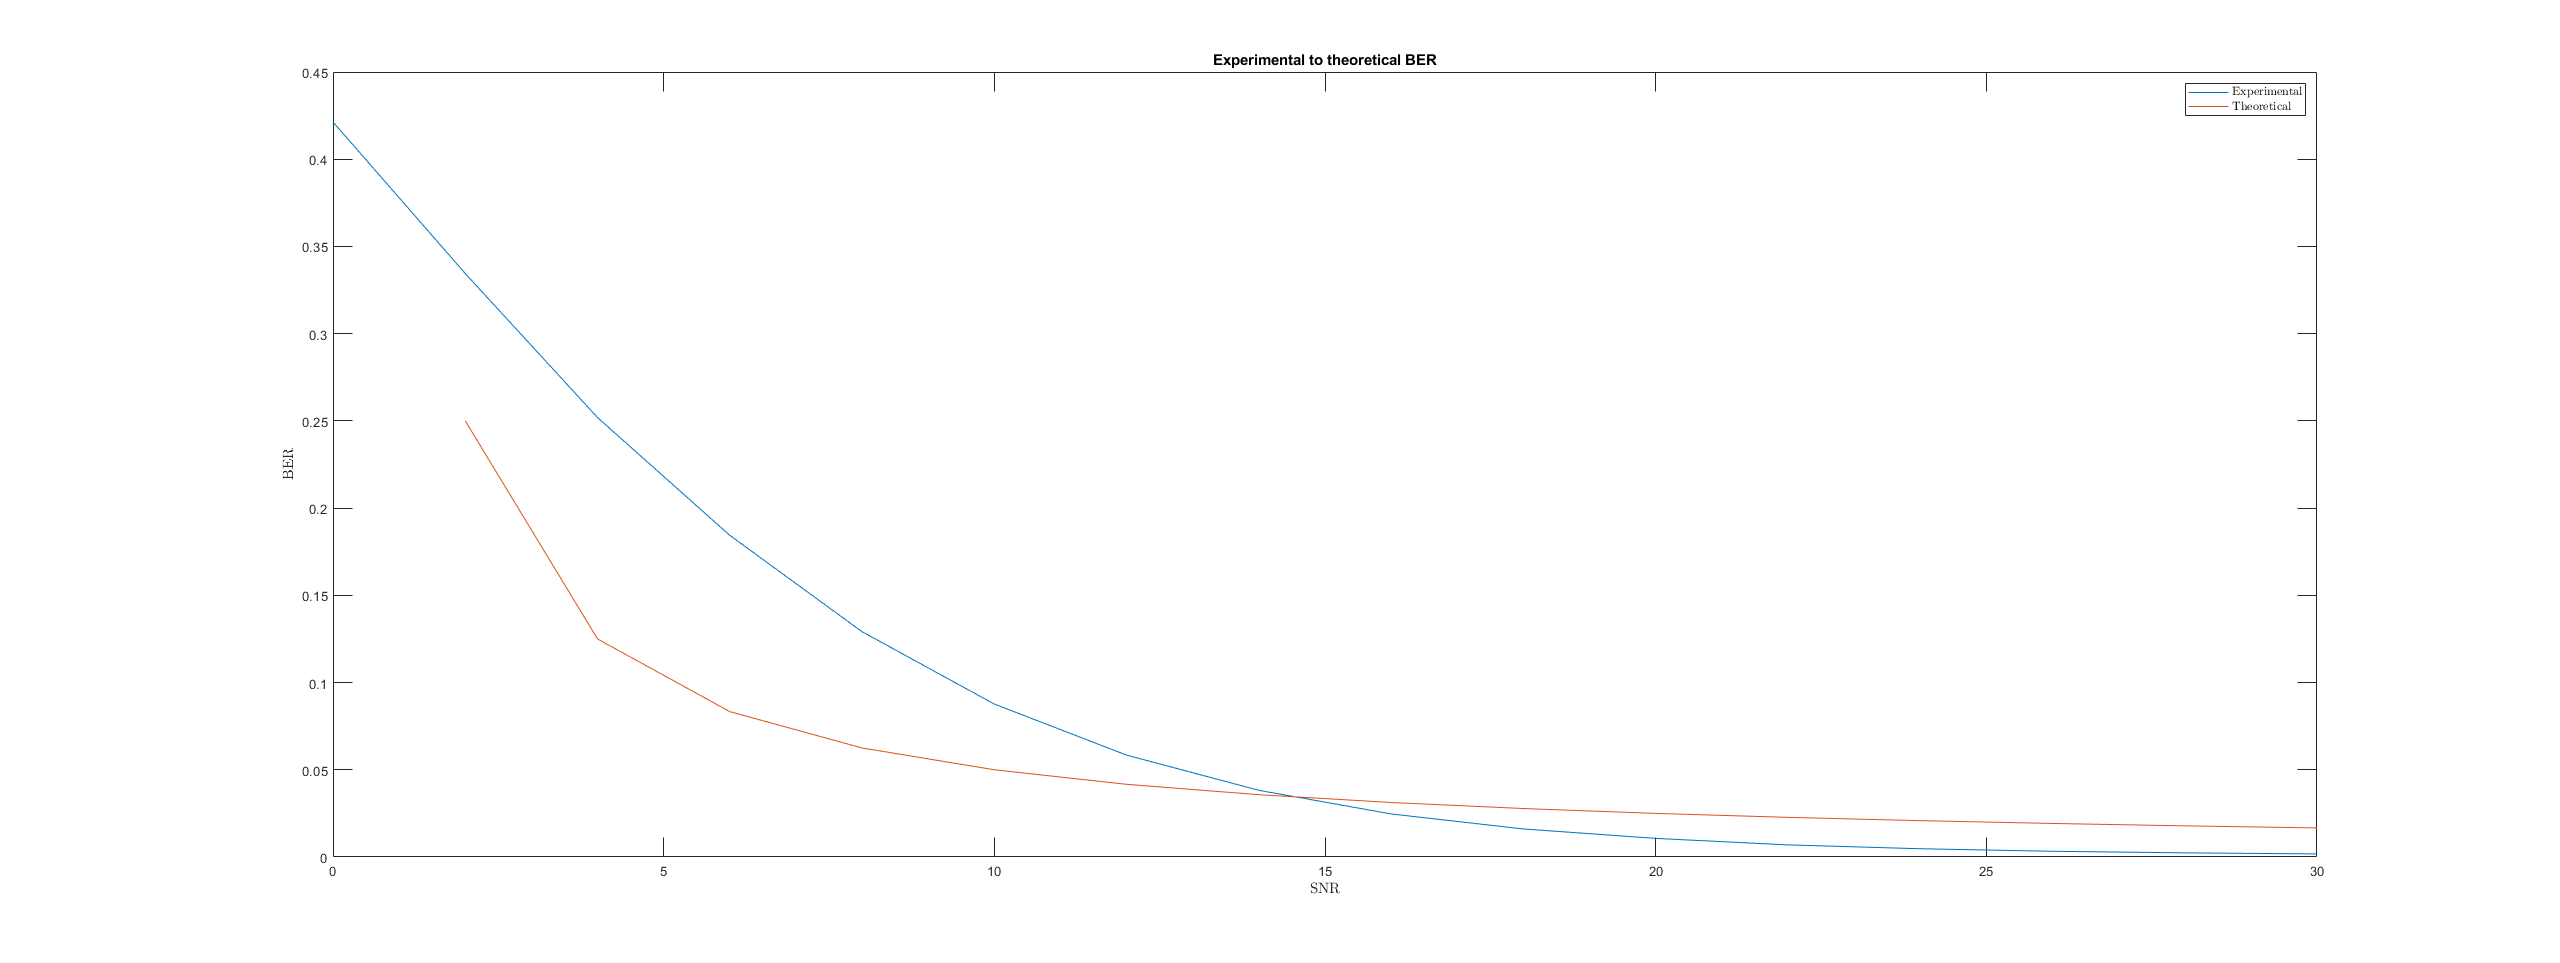 Experimental to theoretical BER
0.45
0.4
0.35
0.3
0.25
0.2
0.15
0.1
0.05
0
BER
Experimental
Theoretical
0 5 10 15 20 25 30
SNR